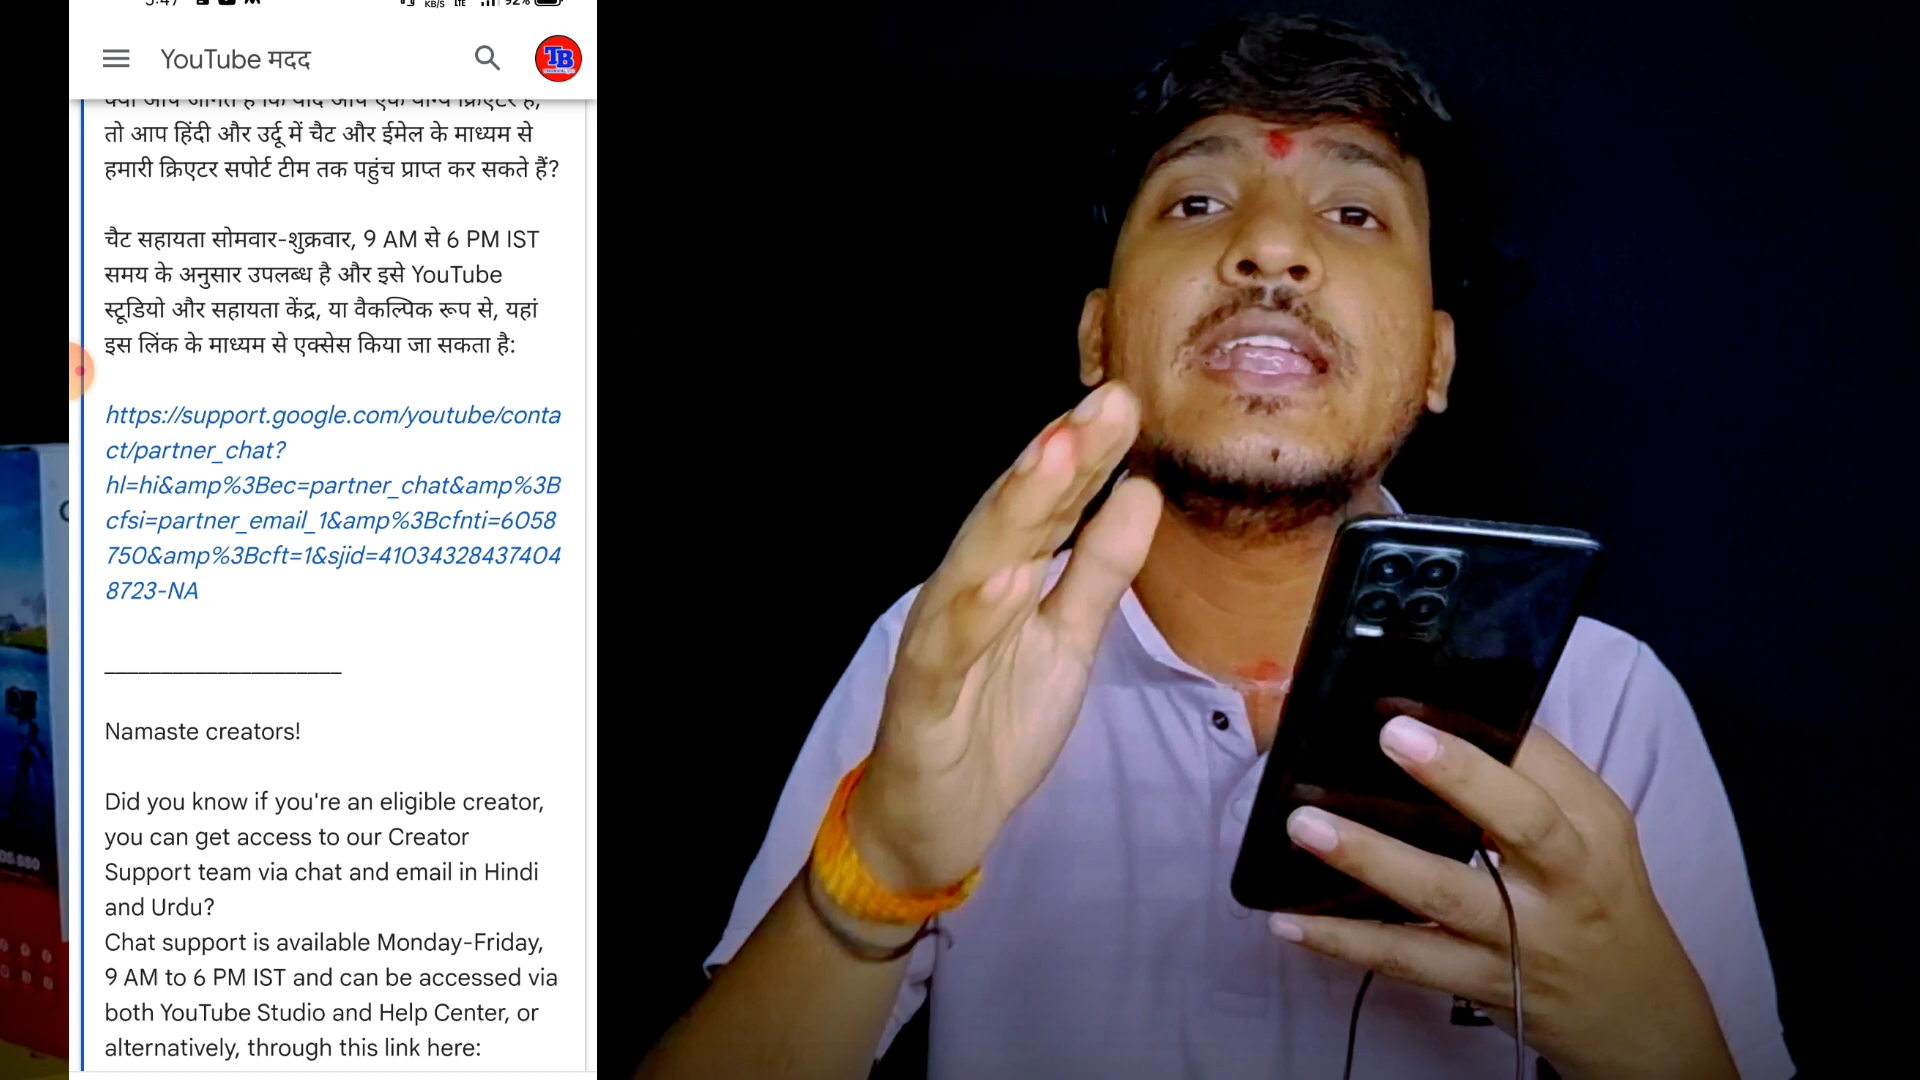 KB/S LTE 92%
YouTube मदद
TB
तो आप हिंदी और उर्दू में चैट और ईमेल के माध्यम से
हमारी क्रिएटर सपोर्ट टीम तक पहुंच प्राप्त कर सकते हैं?
चैट सहायता सोमवार-शुक्रवार, 9 AM से 6 PM IST
समय के अनुसार उपलब्ध है और इसे YouTube
स्टूडियो और सहायता केंद्र, या वैकल्पिक रूप से, यहां
इस लिंक के माध्यम से एक्सेस किया जा सकता है:
https://support.google.com/youtube/conta
ct/partner_chat?
hl=hi&amp%3Bec=partner_chat&amp%3B
cfsi=partner_email_1&amp%3Bcfnti=6058
750&amp%3Bcft=1&sjid=41034328437404
8723-NA
_____________________
Namaste creators!
Did you know if you're an eligible creator,
you can get access to our Creator
Support team via chat and email in Hindi
and Urdu?
Chat support is available Monday-Friday,
9 AM to 6 PM IST and can be accessed via
both YouTube Studio and Help Center, or
alternatively, through this link here: